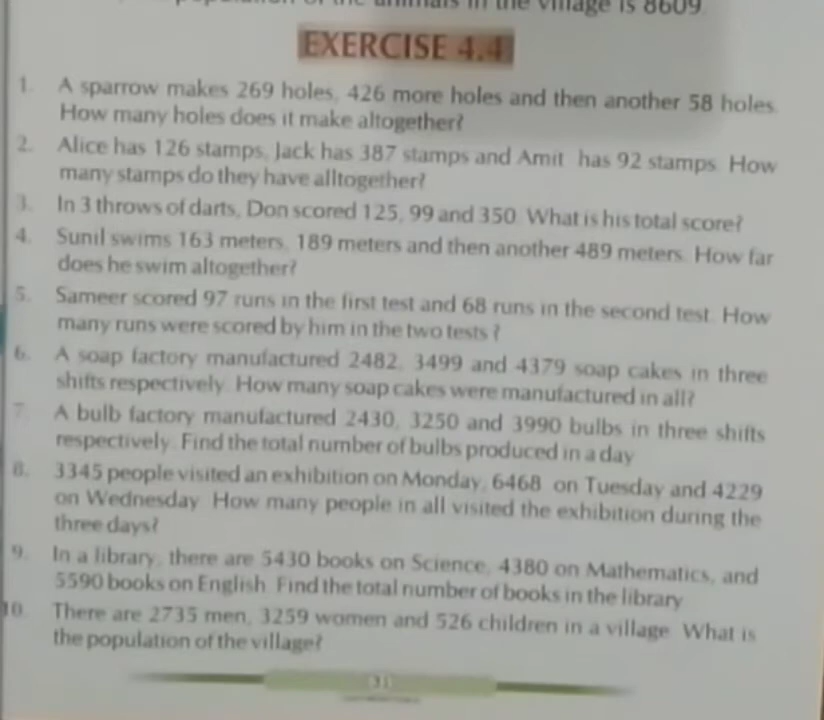 the animals in the village is 8609
EXERCISE 4.4
1. A sparrow makes 269 holes, 426 more holes and then another 58 holes.
How many holes does it make altogether?
2. Alice has 126 stamps, Jack has 387 stamps and Amit has 92 stamps. How
many stamps do they have alltogether?
3. In 3 throws of darts, Don scored 125, 99 and 350. What is his total score?
4. Sunil swims 163 meters, 189 meters and then another 489 meters. How far
does he swim altogether?
5. Sameer scored 97 runs in the first test and 68 runs in the second test. How
many runs were scored by him in the two tests ?
6. A soap factory manufactured 2482, 3499 and 4379 soap cakes in three
shifts respectively. How many soap cakes were manufactured in all?
7. A bulb factory manufactured 2430, 3250 and 3990 bulbs in three shifts
respectively. Find the total number of bulbs produced in a day
8. 3345 people visited an exhibition on Monday, 6468 on Tuesday and 4229
on Wednesday. How many people in all visited the exhibition during the
three days?
9. In a library, there are 5430 books on Science, 4380 on Mathematics, and
5590 books on English. Find the total number of books in the library
10. There are 2735 men, 3259 women and 526 children in a village. What is
the population of the village?
31